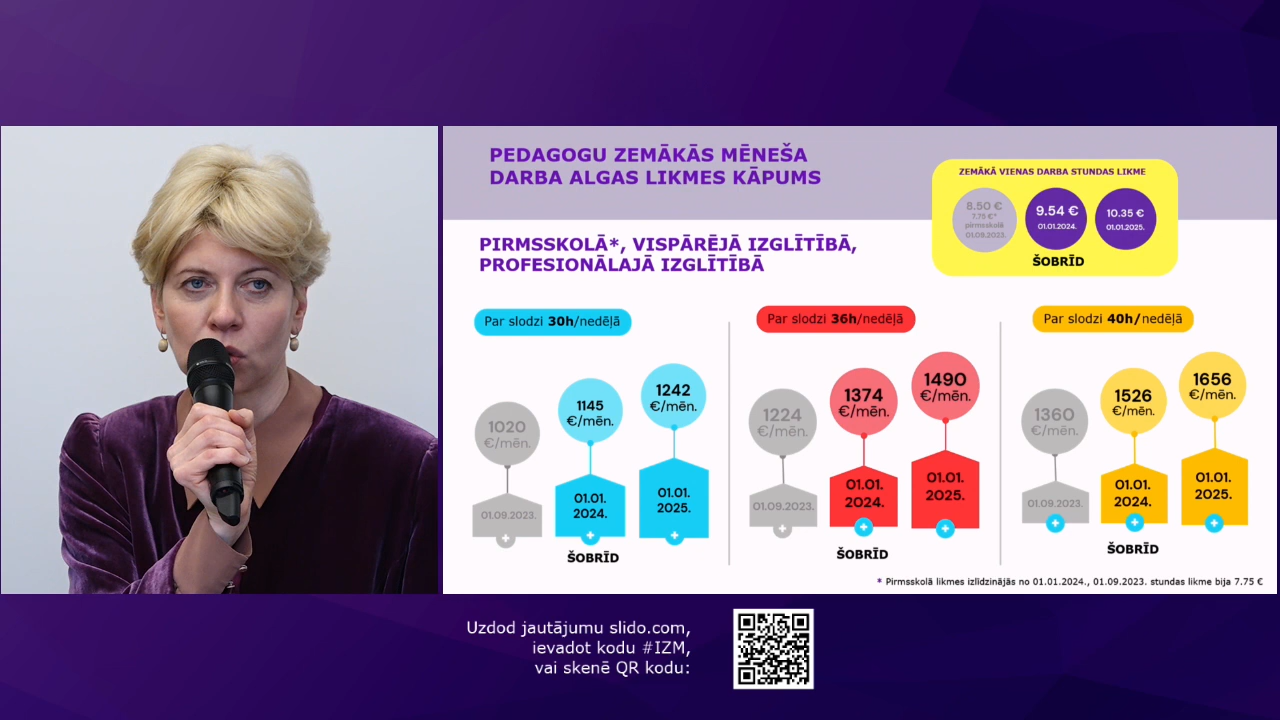 PEDAGOGU ZEMĀKĀS MĒNEŠA
DARBA ALGAS LIKMES KĀPUMS
ZEMĀKĀ VIENAS DARBA STUNDAS LIKME
8.50 €
7.75 €*
pirmsskolā
01.09.2023.
9.54 €
01.01.2024.
10.35 €
01.01.2025.
ŠOBRĪD
PIRMSSKOLĀ*, VISPĀRĒJĀ IZGLĪTĪBĀ,
PROFESIONĀLAJĀ IZGLĪTĪBĀ
Par slodzi 30h/nedēļā
1020
€/mēn.
01.09.2023.
1145
€/mēn.
01.01.
2024.
1242
€/mēn.
01.01.
2025.
ŠOBRĪD
Par slodzi 36h/nedēļā
1224
€/mēn.
01.09.2023.
1374
€/mēn.
01.01.
2024.
1490
€/mēn.
01.01.
2025.
ŠOBRĪD
Par slodzi 40h/nedēļā
1360
€/mēn.
01.09.2023.
1526
€/mēn.
01.01.
2024.
1656
€/mēn.
01.01.
2025.
ŠOBRĪD
* Pirmsskolā likmes izlīdzinājās no 01.01.2024., 01.09.2023. stundas likme bija 7.75 €
Uzdod jautājumu slido.com,
ievadot kodu #IZM,
vai skenē QR kodu: